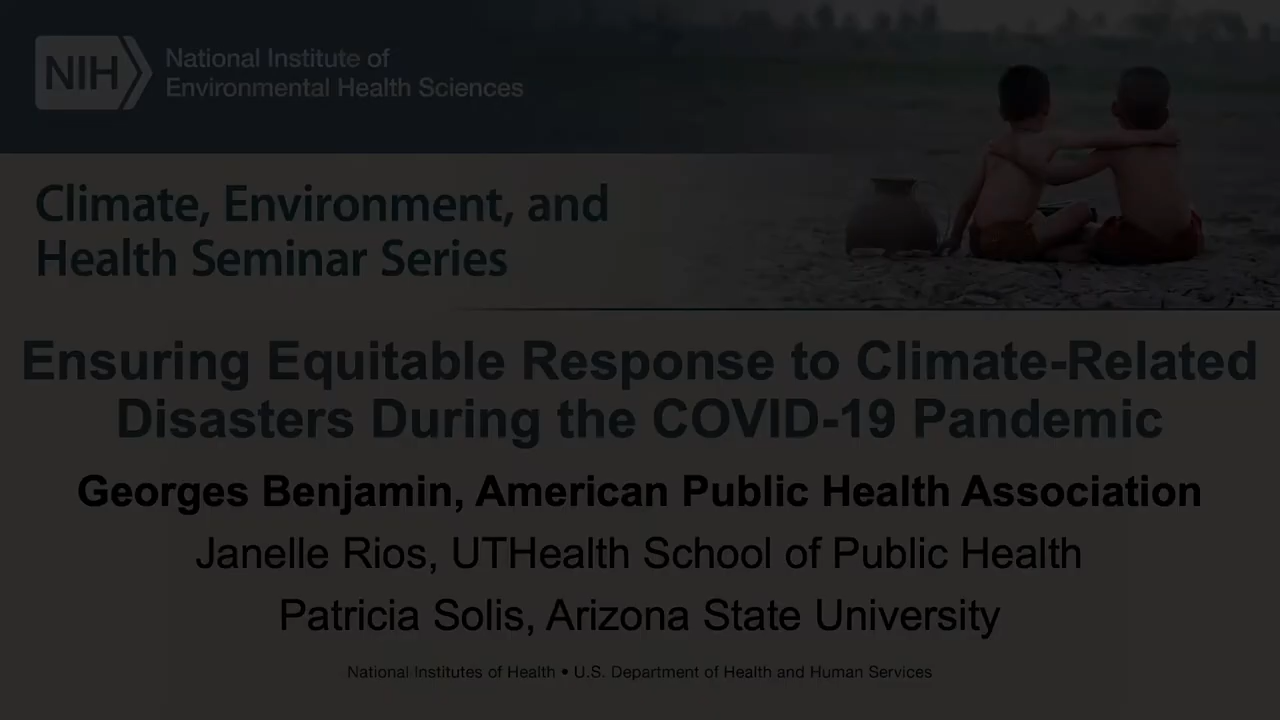 NIH
National Institute of
Environmental Health Sciences
Climate, Environment, and
Health Seminar Series
Ensuring Equitable Response to Climate-Related
Disasters During the COVID-19 Pandemic
Georges Benjamin, American Public Health Association
Janelle Rios, UTHealth School of Public Health
Patricia Solis, Arizona State University
National Institutes of Health • U.S. Department of Health and Human Services